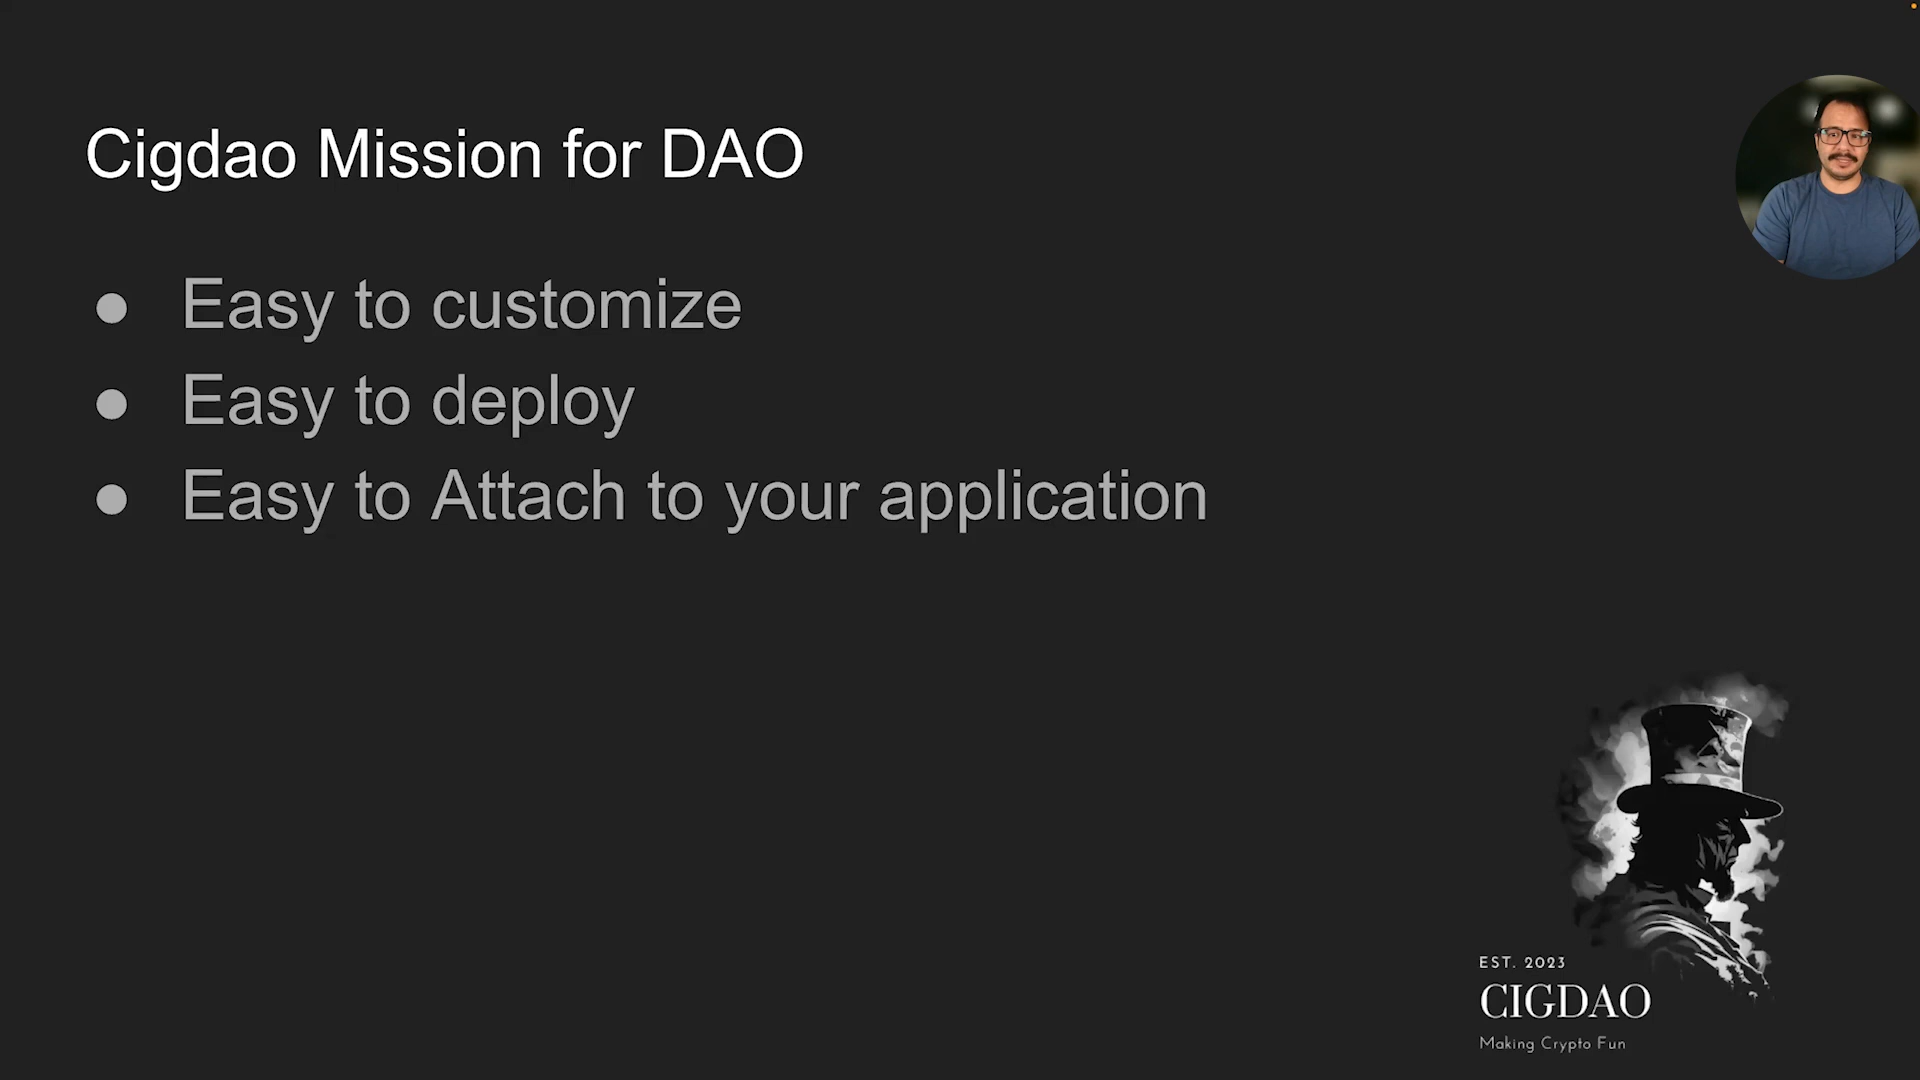 Cigdao Mission for DAO
● Easy to customize
● Easy to deploy
● Easy to Attach to your application
EST. 2023
CIGDAO
Making Crypto Fun